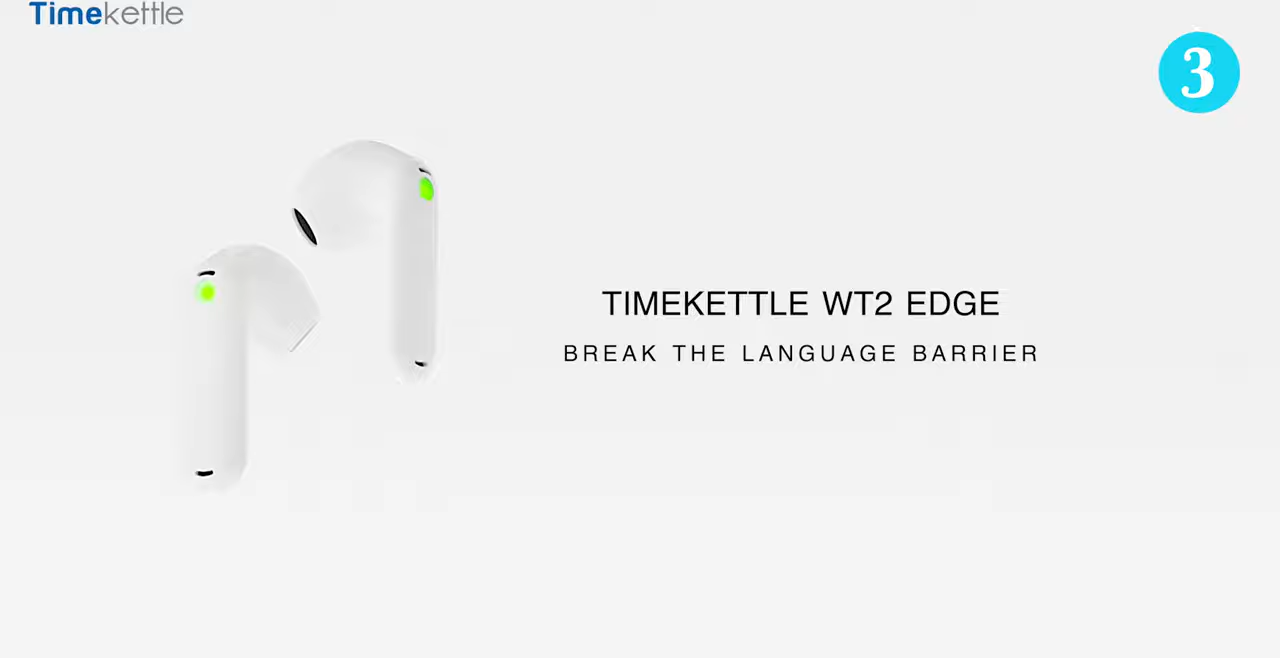 Timekettle
3
TIMEKETTLE WT2 EDGE
BREAK THE LANGUAGE BARRIER